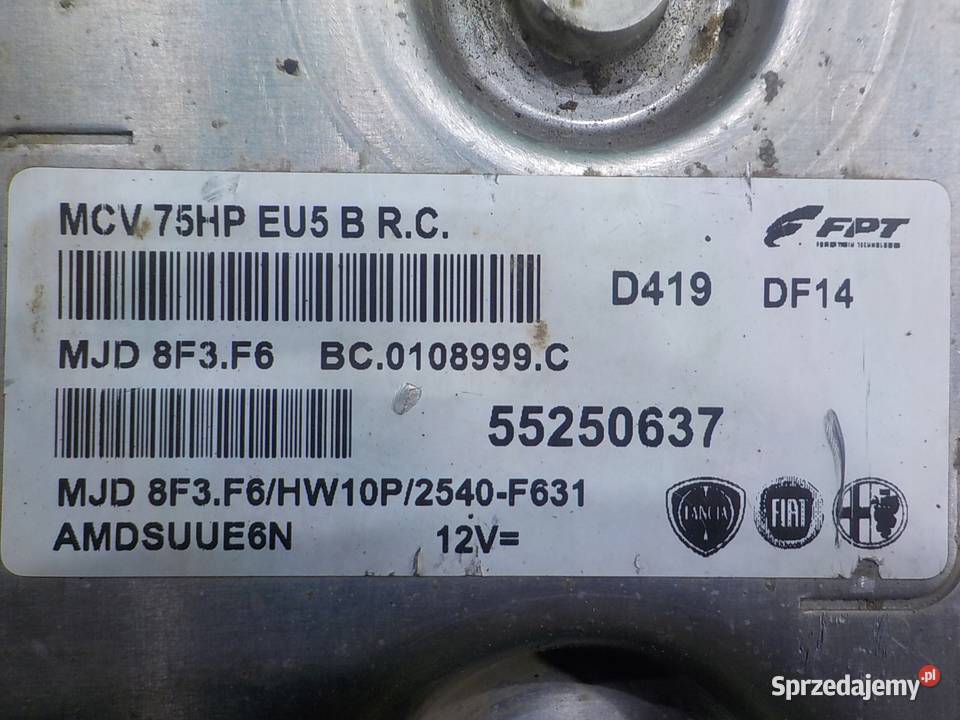 MCV 75HP EU5 B R.C.
FPT
D419 DF14
MJD 8F3.F6 BC.0108999.C
55250637
MJD 8F3.F6/HW10P/2540-F631
AMDSUUE6N 12V=
LANCIA FIAT
Sprzedajemy.pl